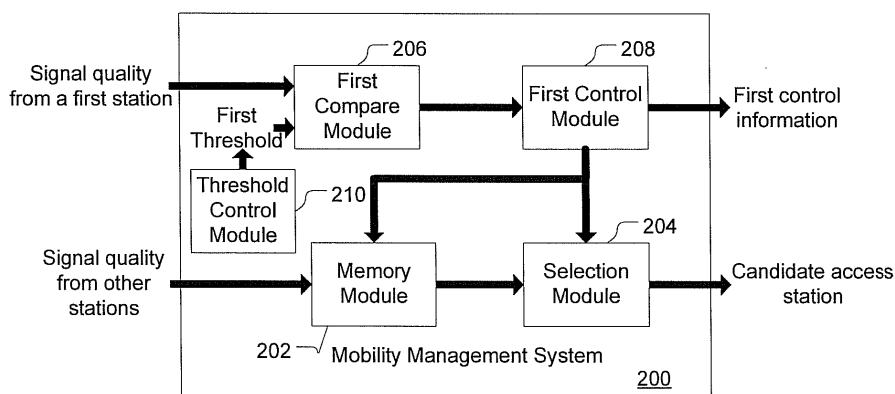 Signal quality
from a first station
206
First
Compare
Module
208
First Control
Module
First control
information
First
Threshold
Threshold
Control
Module
210
204
Signal quality
from other
stations
Memory
Module
Selection
Module
Candidate access
station
202
Mobility Management System
200